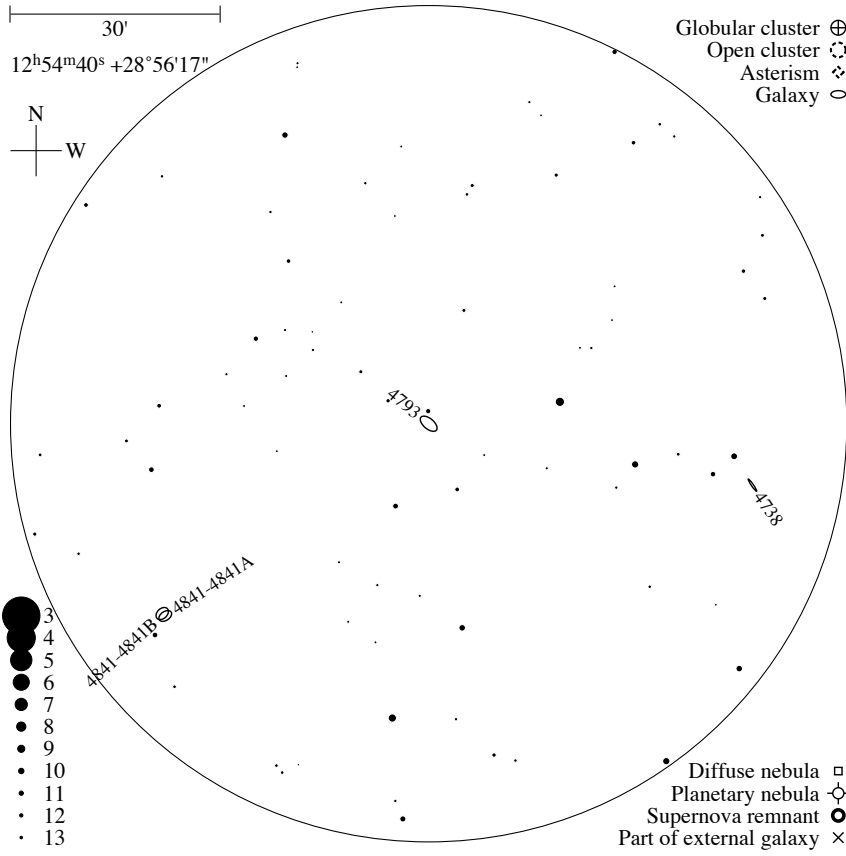 30'
12h54m40s +28°56'17"
N
W
Globular cluster
Open cluster
Asterism
Galaxy
4793
4738
4841-4841A
4841-4841B
3
4
5
6
7
8
9
10
11
12
13
Diffuse nebula
Planetary nebula
Supernova remnant
Part of external galaxy